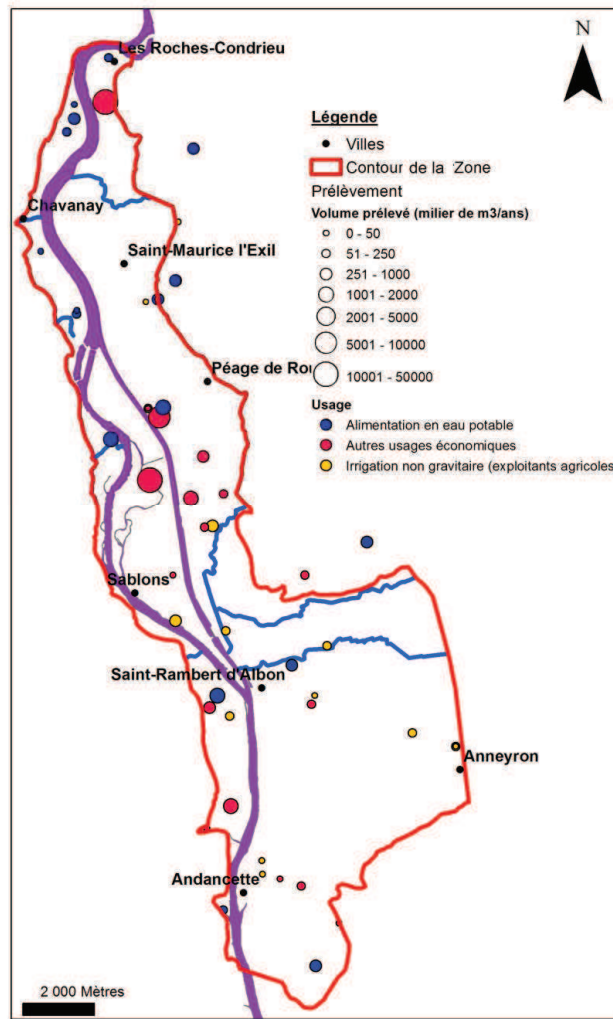 N
Les Roches-Condrieu
Légende
Villes
Contour de la Zone
Prélèvement
Volume prélevé (milier de m3/ans)
0 - 50
51 - 250
251 - 1000
1001 - 2000
2001 - 5000
5001 - 10000
10001 - 50000
Usage
Alimentation en eau potable
Autres usages économiques
Irrigation non gravitaire (exploitants agricoles
Chavanay
Saint-Maurice l'Exil
Péage de Rou
Sablons
Saint-Rambert d'Albon
Anneyron
Andancette
2 000 Mètres